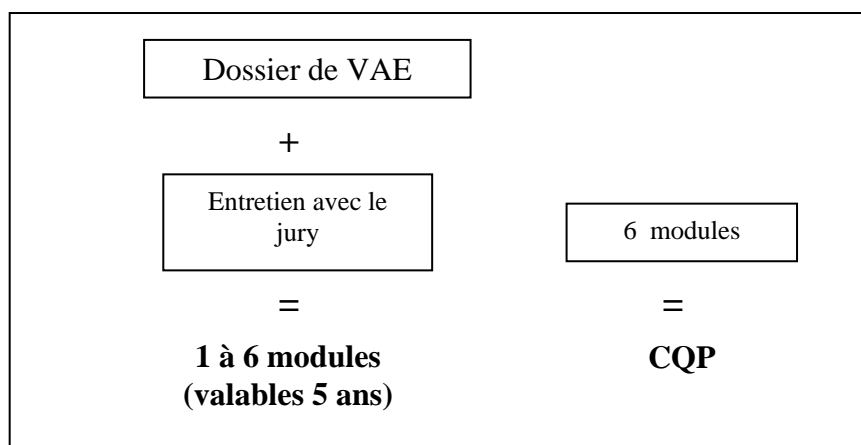 Dossier de VAE
+
Entretien avec le
jury
=
1 à 6 modules
(valables 5 ans)
6 modules
=
CQP